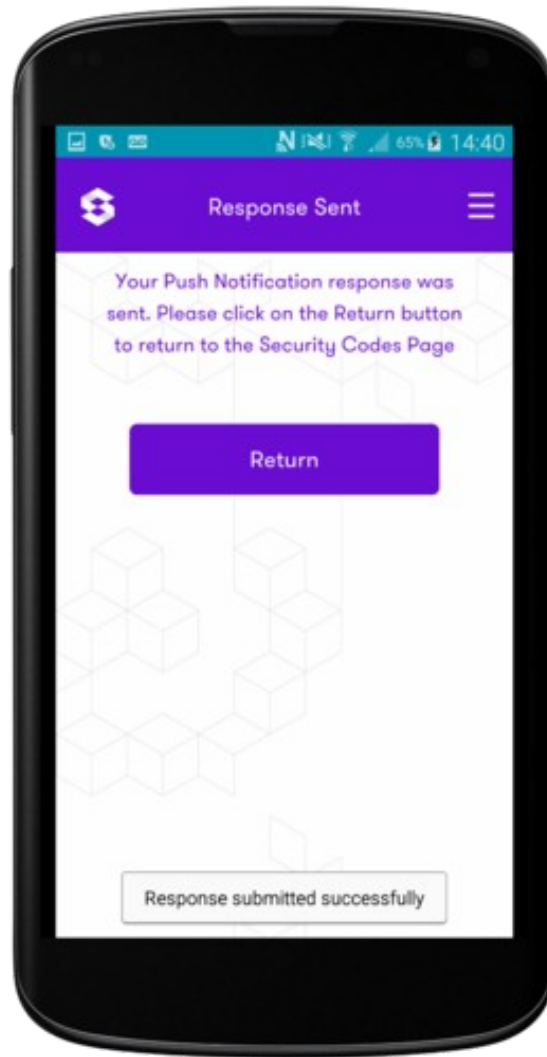 65% 14:40
Response Sent
Your Push Notification response was
sent. Please click on the Return button
to return to the Security Codes Page
Return
Response submitted successfully